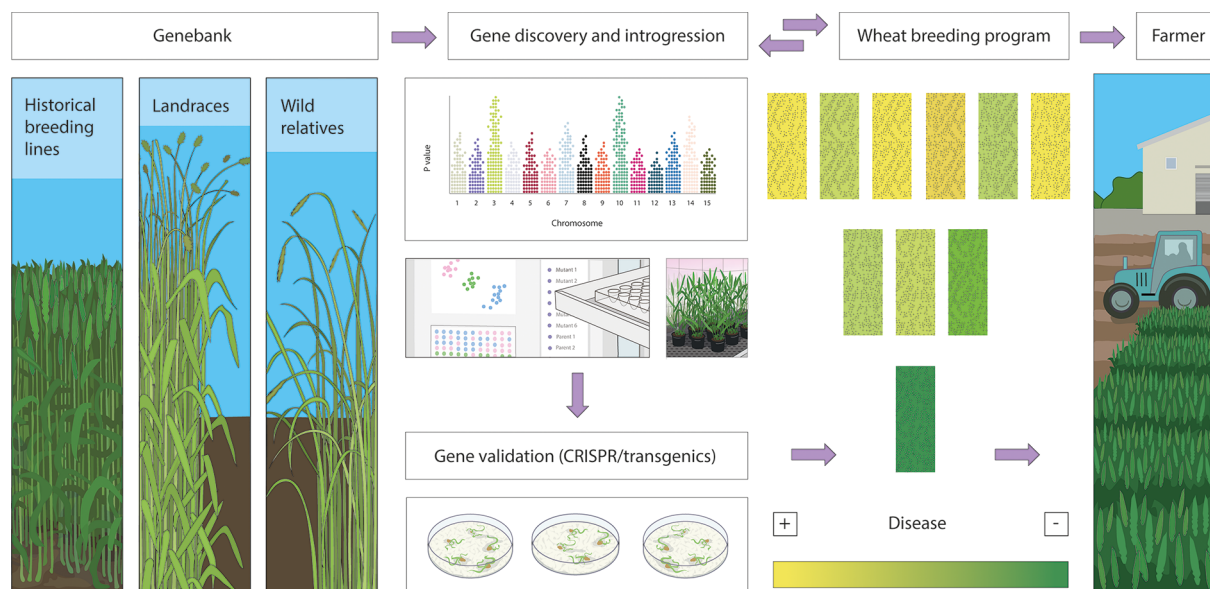 Genebank
Gene discovery and introgression
Wheat breeding program
Farmer
Historical
breeding
lines
Landraces
Wild
relatives
P value
1 2 3 4 5 6 7 8 9 10 11 12 13 14 15
Chromosome
Mutant 1
Mutant 2
Mutant 6
Parent 1
Parent 2
Gene validation (CRISPR/transgenics)
+ Disease -